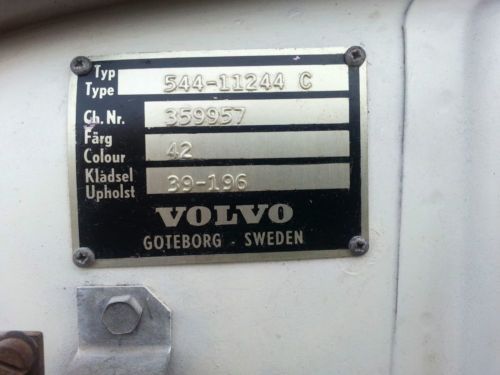 Typ
Type 544-11244 C
Ch. Nr. 359957
Färg
Colour 42
Klädsel
Upholst 39-196
VOLVO
GOTEBORG - SWEDEN